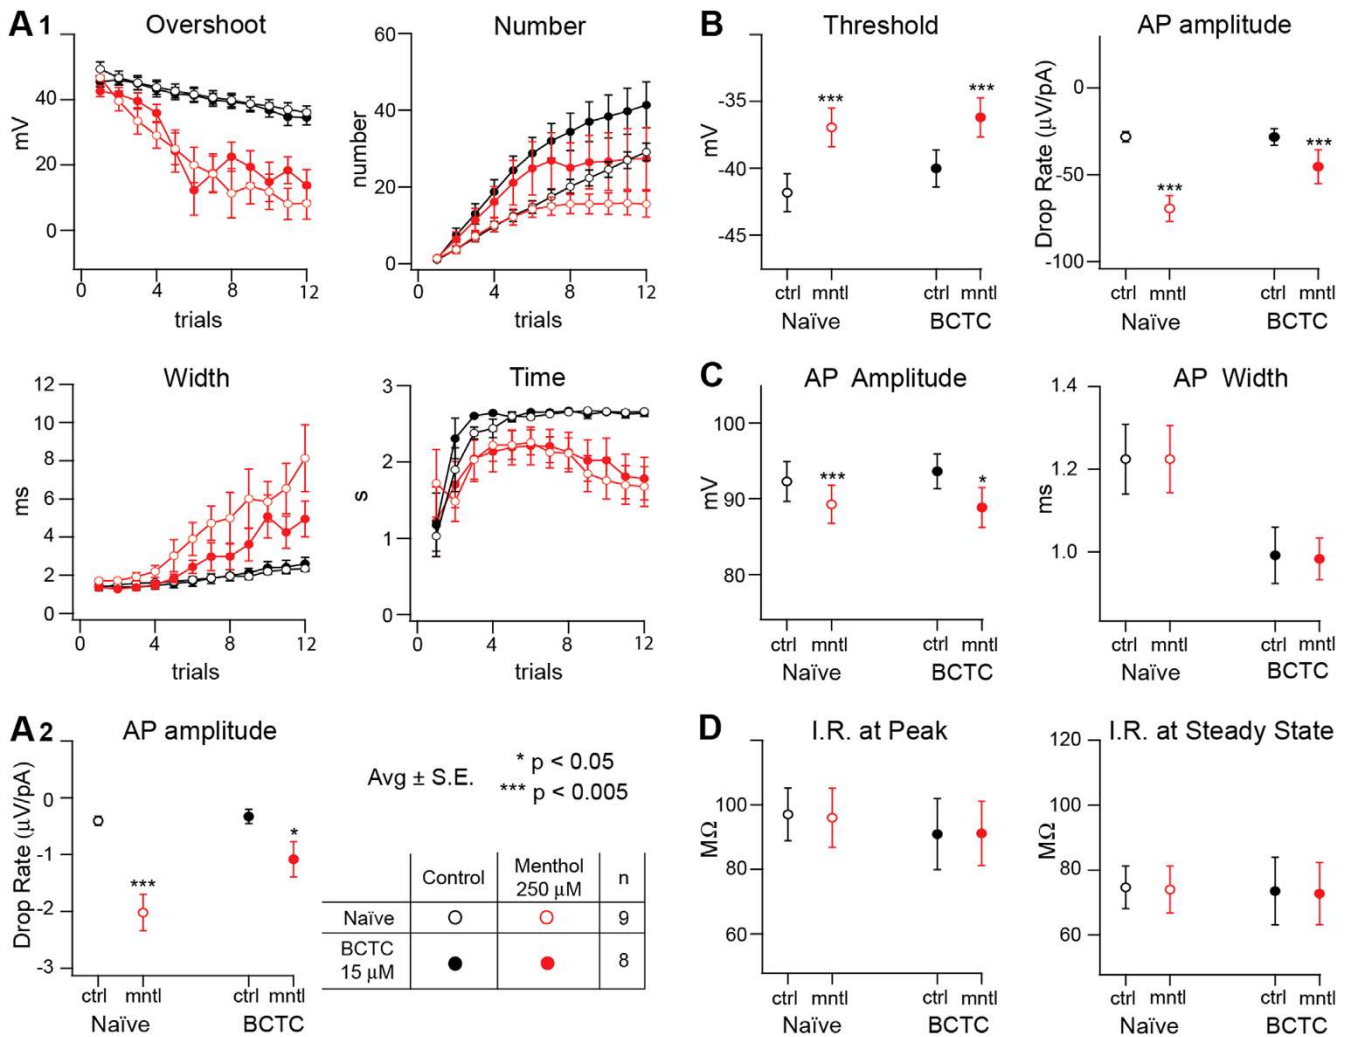 A1
Overshoot
mV
40
20
0
0 4 8 12
trials
Number
number
60
40
20
0
0 4 8 12
trials
Width
ms
12
10
8
6
4
2
0
0 4 8 12
trials
Time
s
3
2
1
0
0 4 8 12
trials
A2
AP amplitude
Drop Rate (μV/pA)
0
-1
-2
-3
***
*
ctrl mntl ctrl mntl
Naïve BCTC
Avg ± S.E.
* p < 0.05
*** p < 0.005
Control Menthol 250 μM n
Naïve 9
BCTC 15 μM 8
B
Threshold
mV
-35
-40
-45
***
***
ctrl mntl ctrl mntl
Naïve BCTC
AP amplitude
Drop Rate (μV/pA)
0
-50
-100
***
***
ctrl mntl ctrl mntl
Naïve BCTC
C
AP Amplitude
mV
100
90
80
***
*
ctrl mntl ctrl mntl
Naïve BCTC
AP Width
ms
1.4
1.2
1.0
ctrl mntl ctrl mntl
Naïve BCTC
D
I.R. at Peak
MΩ
100
80
60
ctrl mntl ctrl mntl
Naïve BCTC
I.R. at Steady State
MΩ
120
100
80
60
ctrl mntl ctrl mntl
Naïve BCTC